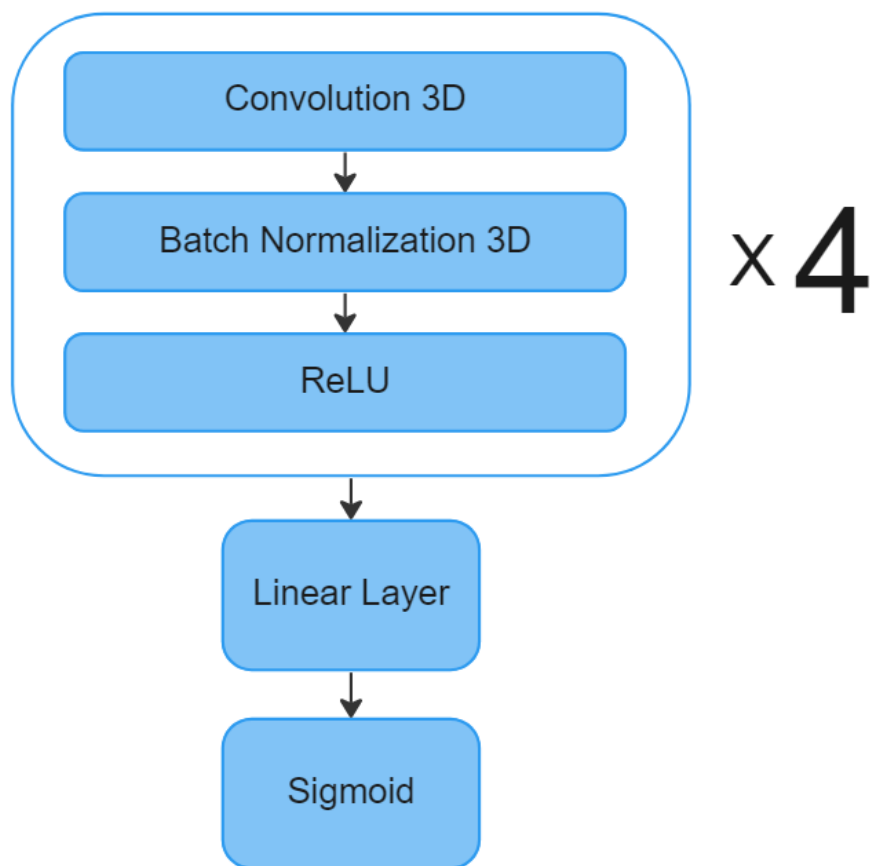 Convolution 3D
Batch Normalization 3D
x 4
ReLU
Linear Layer
Sigmoid